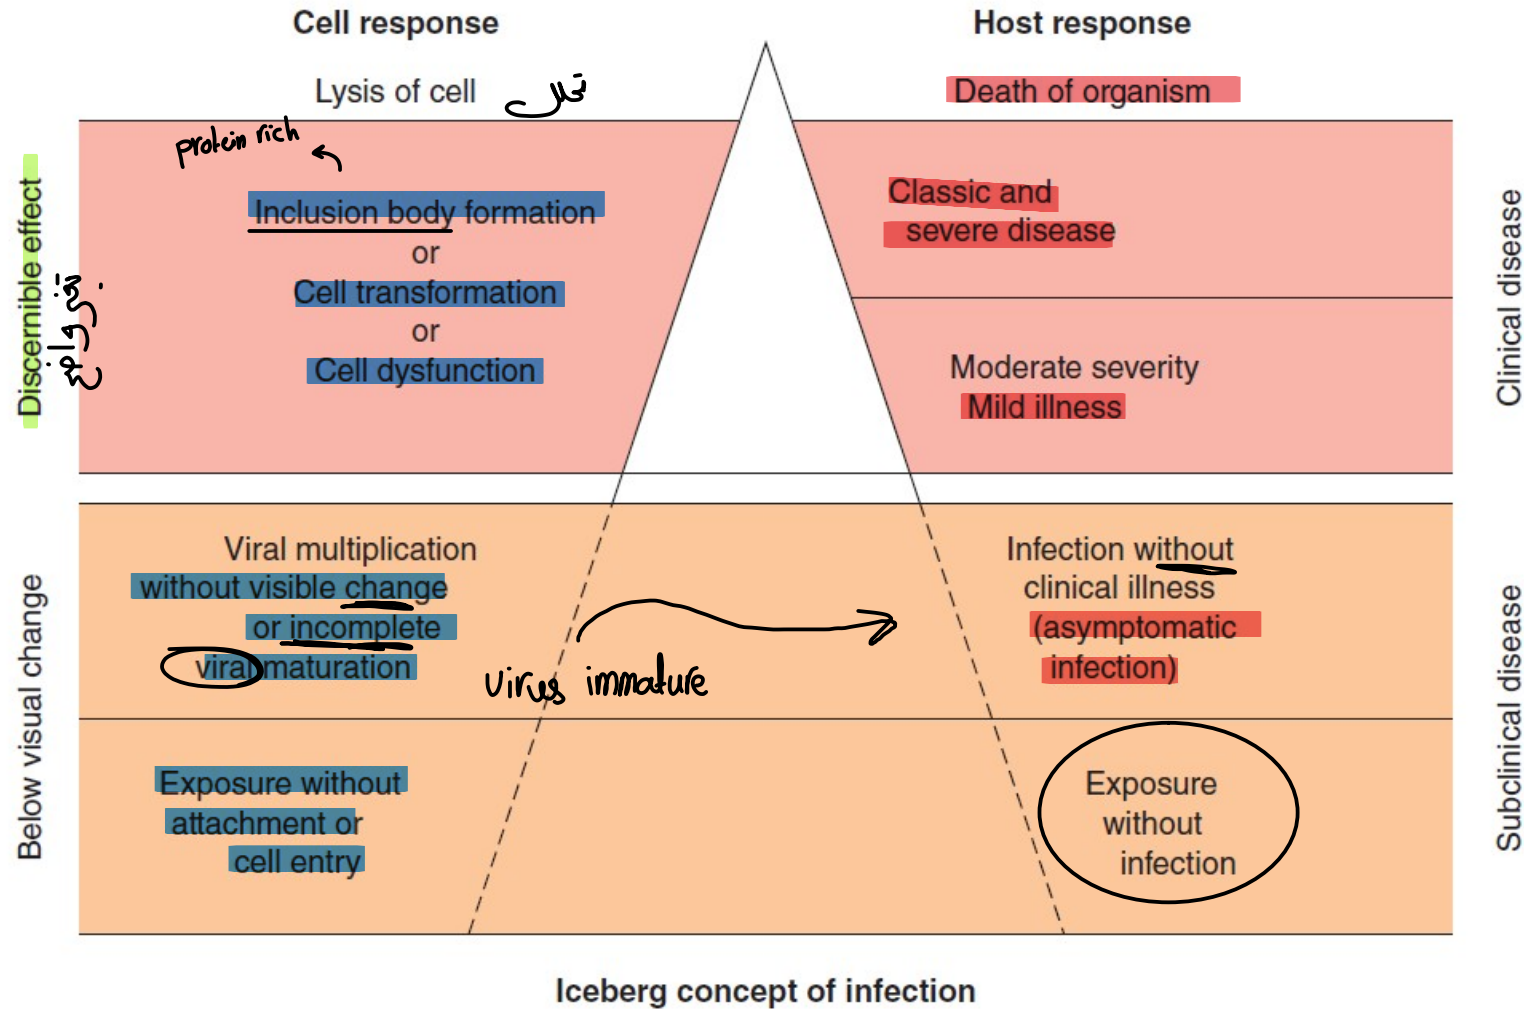 Cell response
Host response
Lysis of cell
تحلل
Death of organism
protein rich
Inclusion body formation
or
Cell transformation
or
Cell dysfunction
Classic and
severe disease
Moderate severity
Mild illness
Discernible effect
Clinical disease
Viral multiplication
without visible change
or incomplete
viral maturation
virus immature
Infection without
clinical illness
(asymptomatic
infection)
Exposure without
attachment or
cell entry
Exposure
without
infection
Below visual change
Subclinical disease
Iceberg concept of infection